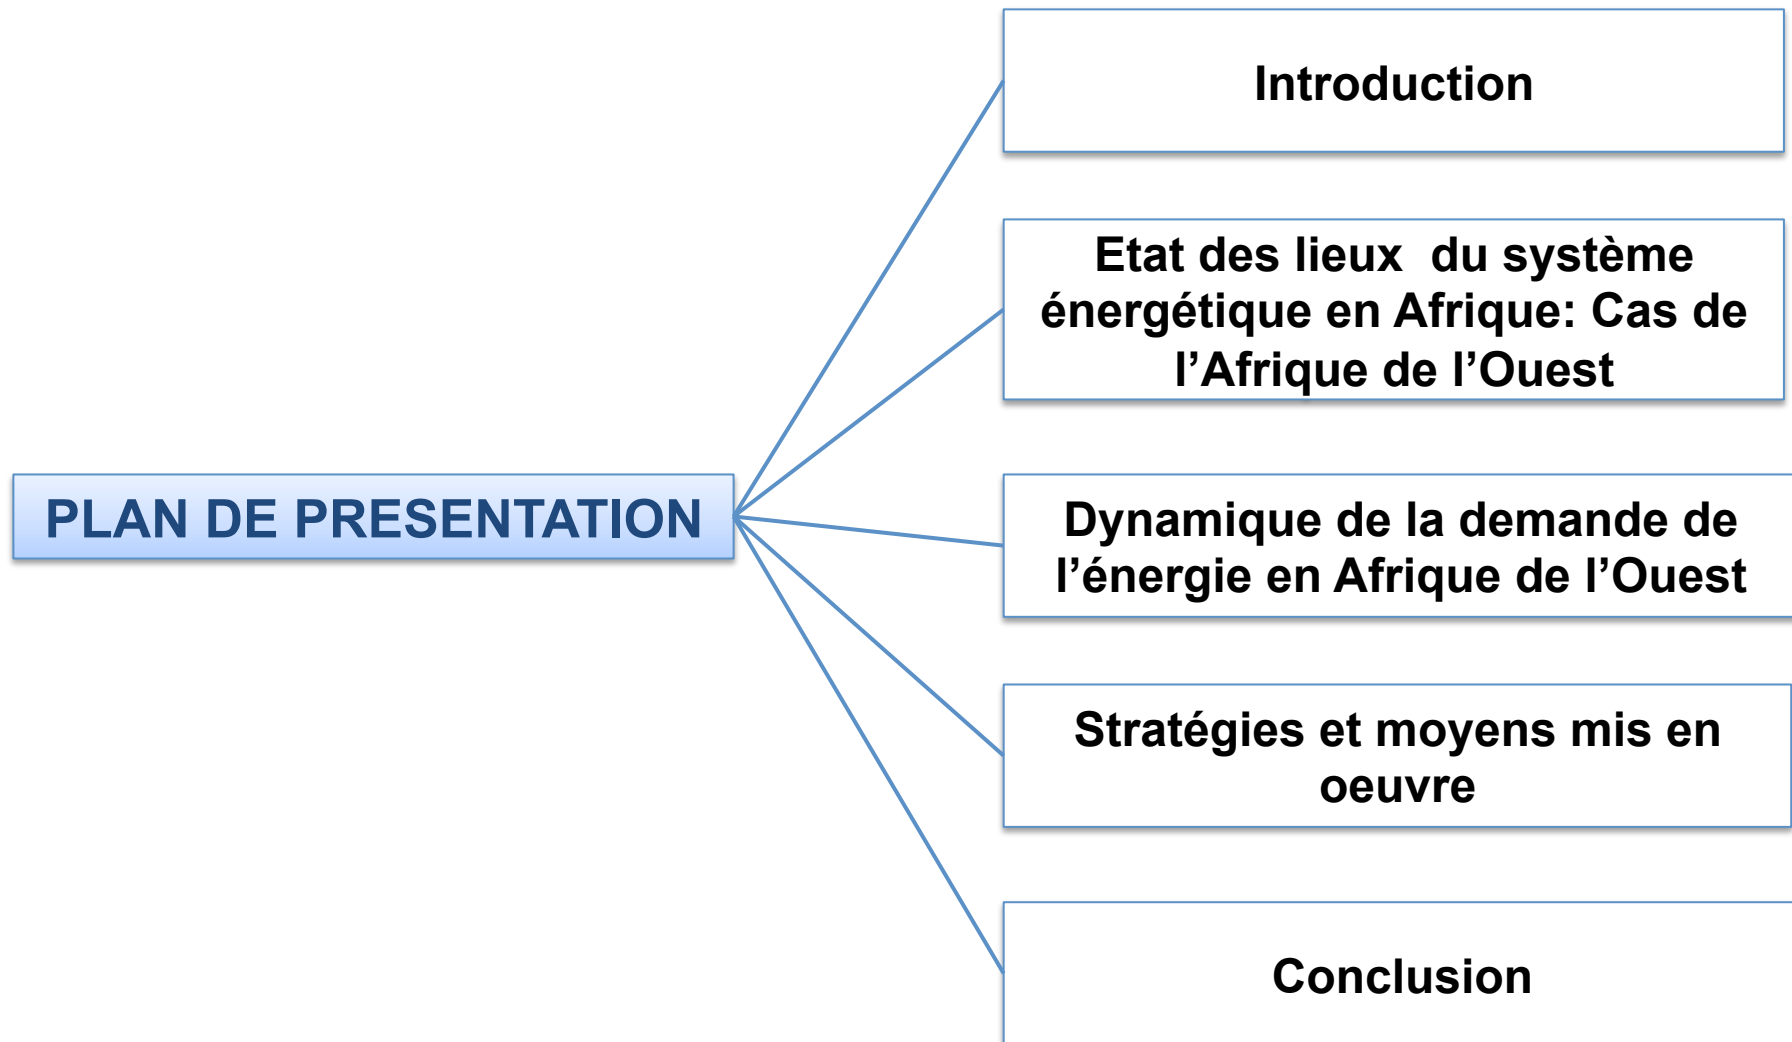 PLAN DE PRESENTATION
Introduction
Etat des lieux  du système
énergétique en Afrique: Cas de
l’Afrique de l’Ouest
Dynamique de la demande de
l’énergie en Afrique de l’Ouest
Stratégies et moyens mis en
oeuvre
Conclusion